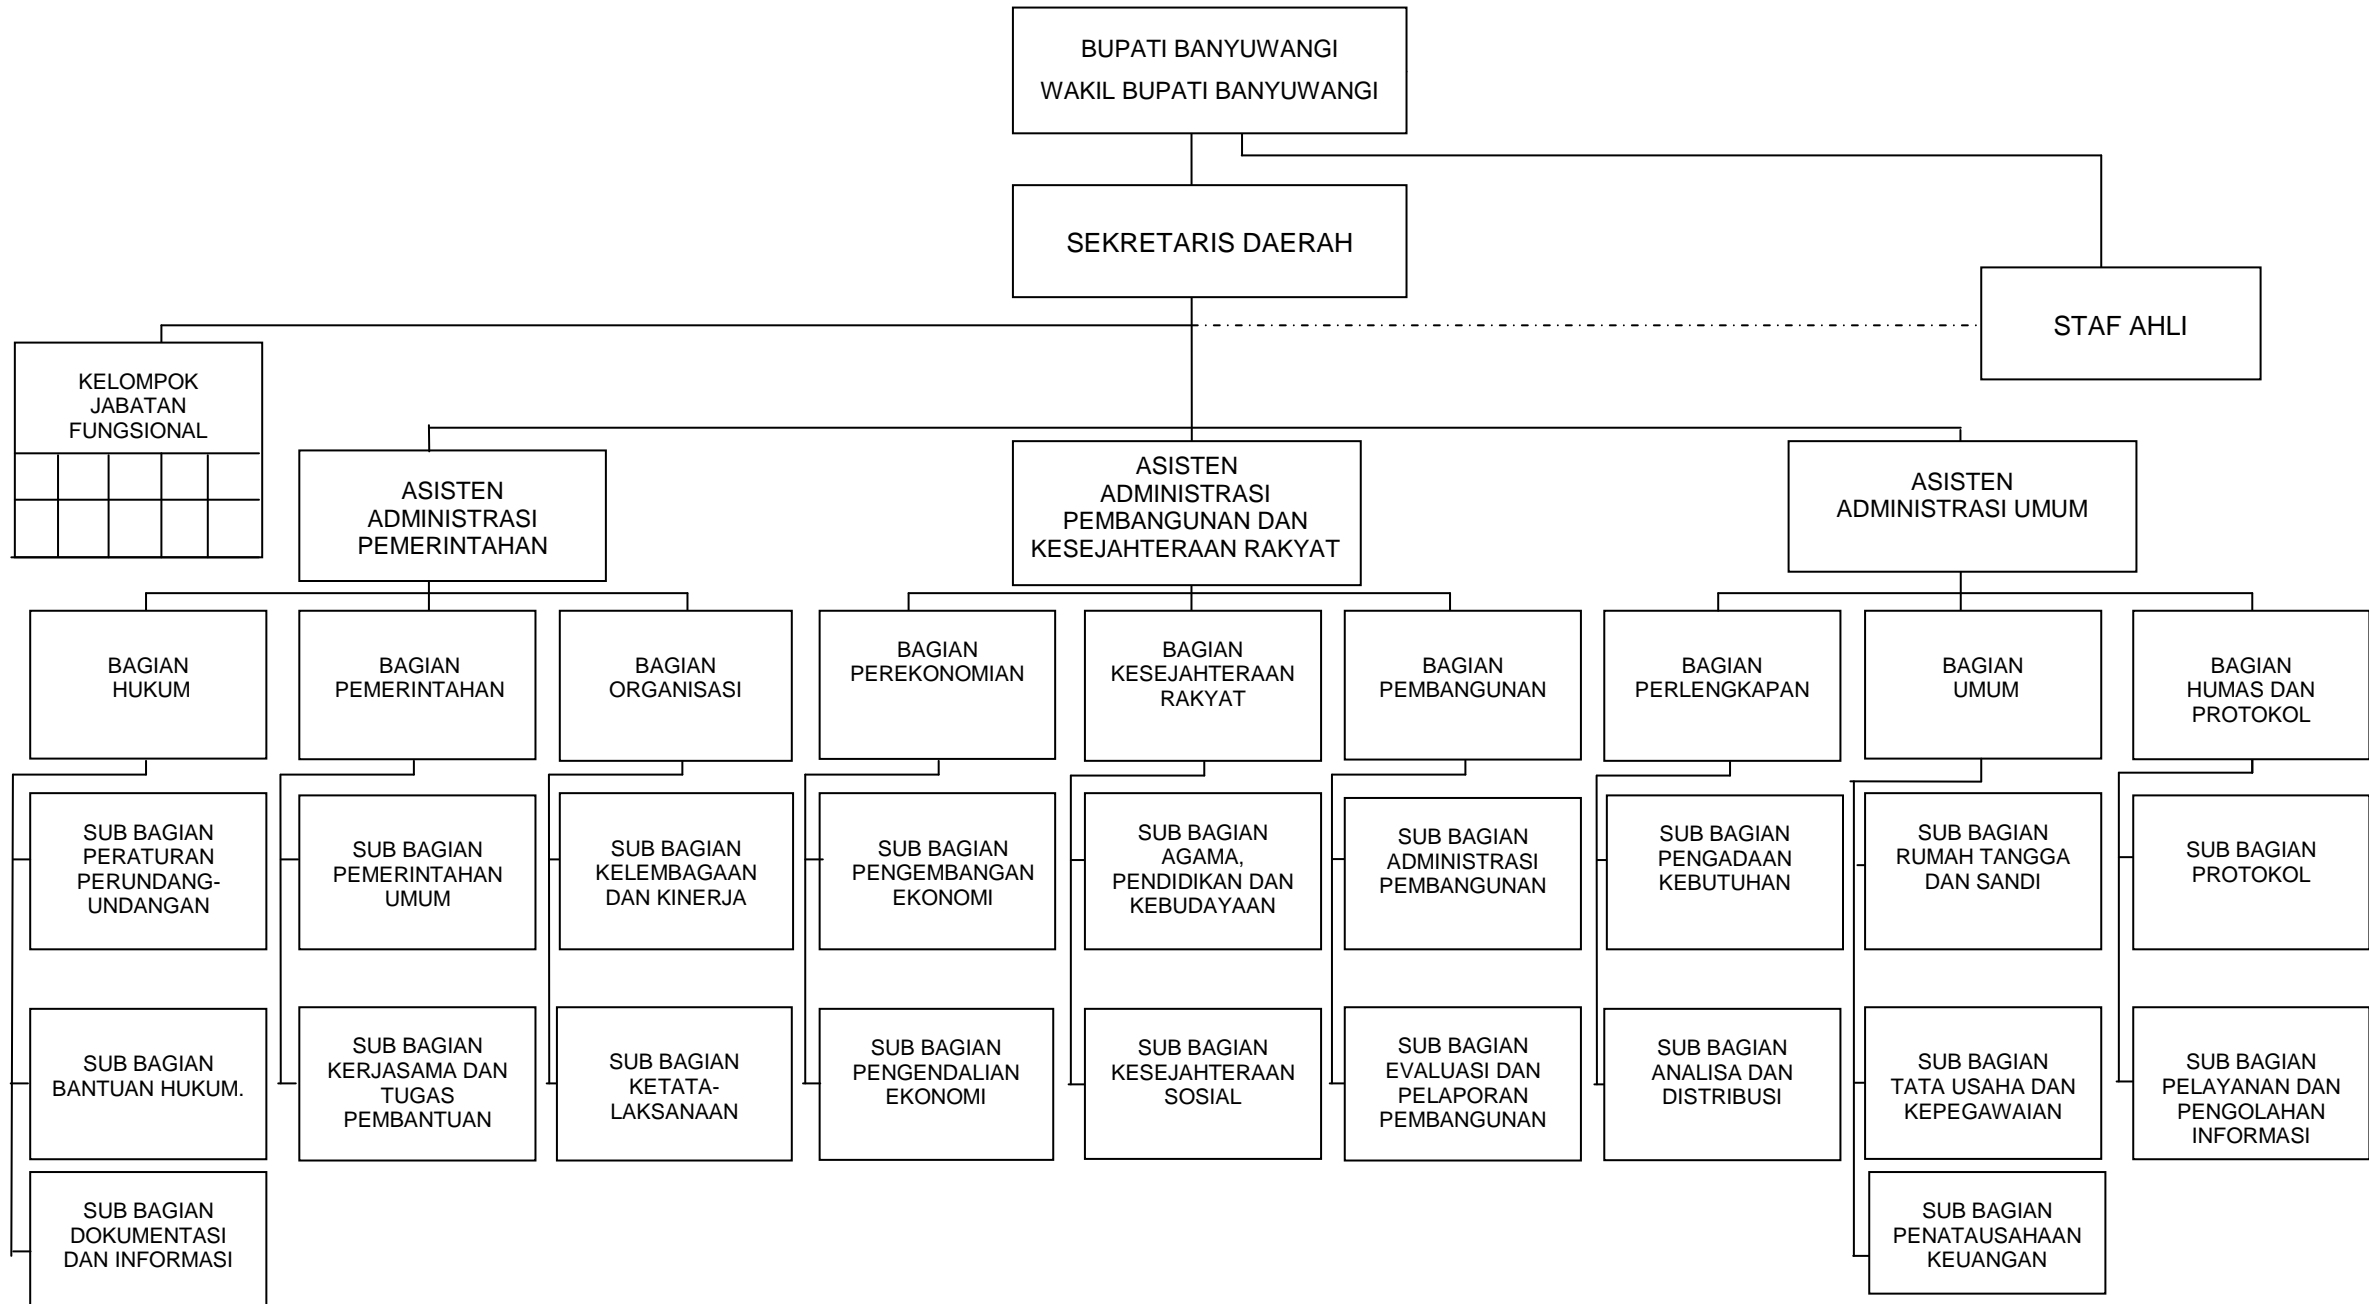 BUPATI BANYUWANGI
WAKIL BUPATI BANYUWANGI
SEKRETARIS DAERAH
STAF AHLI
KELOMPOK
JABATAN
FUNGSIONAL
ASISTEN
ADMINISTRASI
PEMERINTAHAN
ASISTEN
ADMINISTRASI
PEMBANGUNAN DAN
KESEJAHTERAAN RAKYAT
ASISTEN
ADMINISTRASI UMUM
BAGIAN
HUKUM
BAGIAN
PEMERINTAHAN
BAGIAN
ORGANISASI
BAGIAN
PEREKONOMIAN
BAGIAN
KESEJAHTERAAN
RAKYAT
BAGIAN
PEMBANGUNAN
BAGIAN
PERLENGKAPAN
BAGIAN
UMUM
BAGIAN
HUMAS DAN
PROTOKOL
SUB BAGIAN
PERATURAN
PERUNDANG-
UNDANGAN
SUB BAGIAN
PEMERINTAHAN
UMUM
SUB BAGIAN
KELEMBAGAAN
DAN KINERJA
SUB BAGIAN
PENGEMBANGAN
EKONOMI
SUB BAGIAN
AGAMA,
PENDIDIKAN DAN
KEBUDAYAAN
SUB BAGIAN
ADMINISTRASI
PEMBANGUNAN
SUB BAGIAN
PENGADAAN
KEBUTUHAN
SUB BAGIAN
RUMAH TANGGA
DAN SANDI
SUB BAGIAN
PROTOKOL
SUB BAGIAN
BANTUAN HUKUM.
SUB BAGIAN
KERJASAMA DAN
TUGAS
PEMBANTUAN
SUB BAGIAN
KETATA-
LAKSANAAN
SUB BAGIAN
PENGENDALIAN
EKONOMI
SUB BAGIAN
KESEJAHTERAAN
SOSIAL
SUB BAGIAN
EVALUASI DAN
PELAPORAN
PEMBANGUNAN
SUB BAGIAN
ANALISA DAN
DISTRIBUSI
SUB BAGIAN
TATA USAHA DAN
KEPEGAWAIAN
SUB BAGIAN
PELAYANAN DAN
PENGOLAHAN
INFORMASI
SUB BAGIAN
DOKUMENTASI
DAN INFORMASI
SUB BAGIAN
PENATAUSAHAAN
KEUANGAN